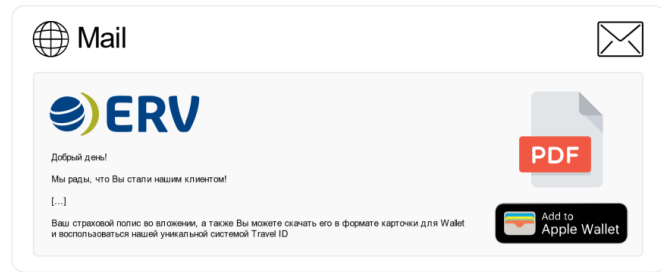 Mail
ERV
Добрый день!
Мы рады, что Вы стали нашим клиентом!
[...]
Ваш страховой полис во вложении, а также Вы можете скачать его в формате карточки для Wallet
и воспользоваться нашей уникальной системой Travel ID
PDF
Add to
Apple Wallet